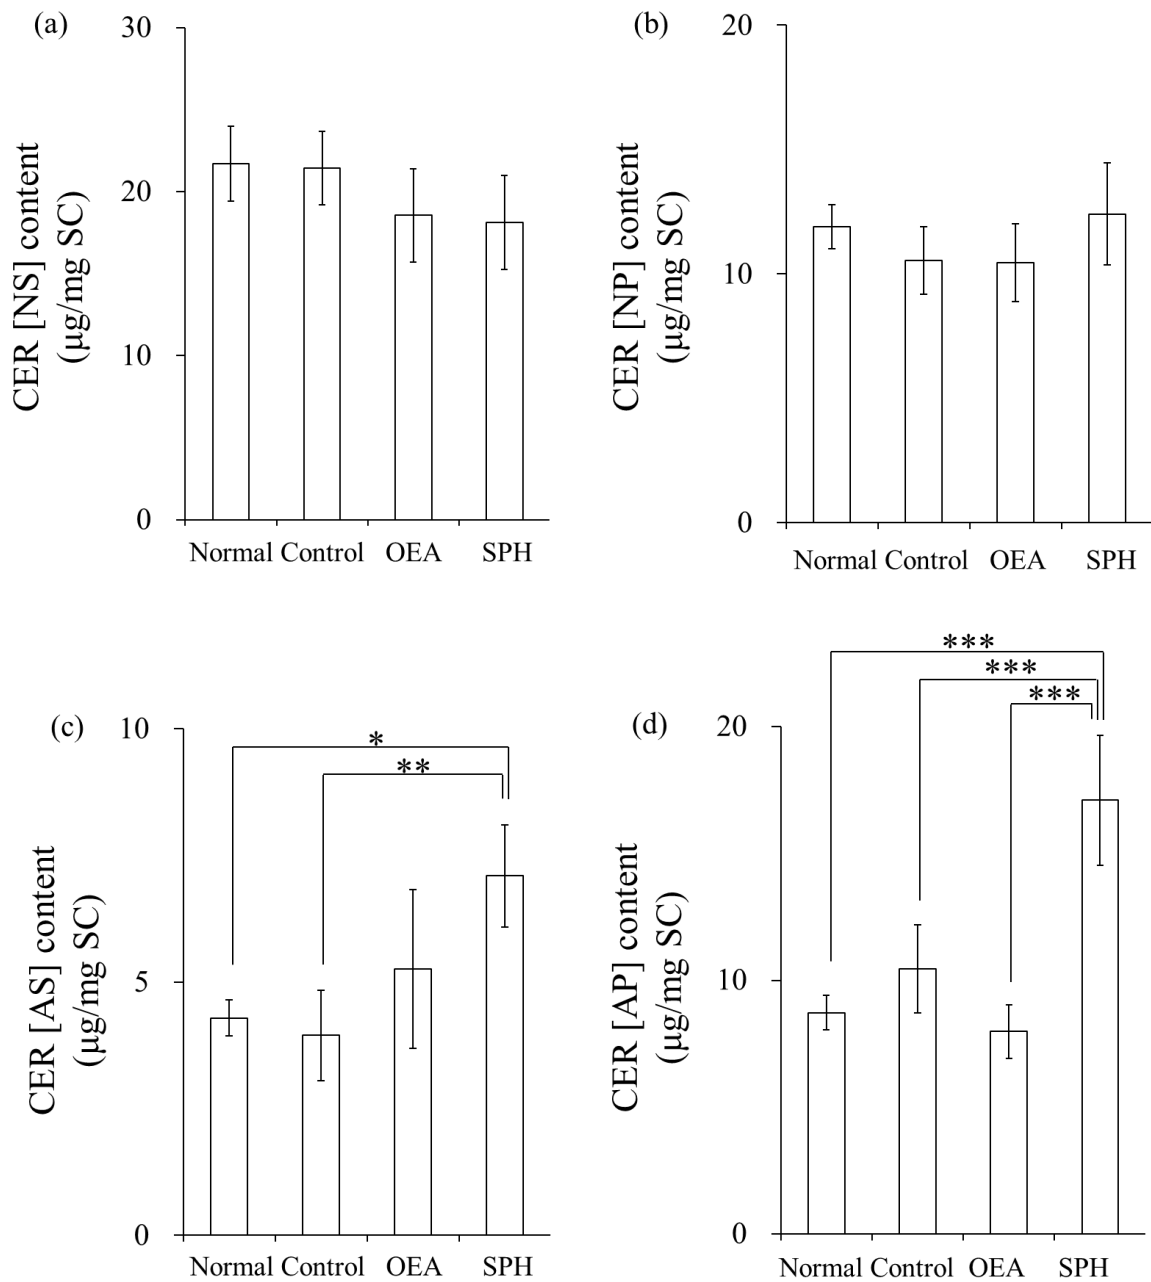 (a)
30
20
10
0
CER [NS] content
(µg/mg SC)
Normal Control OEA SPH
(b)
20
10
0
CER [NP] content
(µg/mg SC)
Normal Control OEA SPH
(c)
10
5
0
CER [AS] content
(µg/mg SC)
*
**
Normal Control OEA SPH
(d)
20
10
0
CER [AP] content
(µg/mg SC)
***
***
***
Normal Control OEA SPH